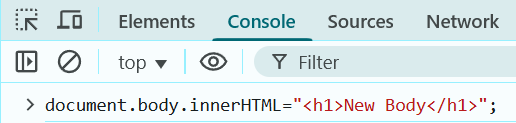 Elements Console Sources Network
top Filter
document.body.innerHTML="<h1>New Body</h1>";